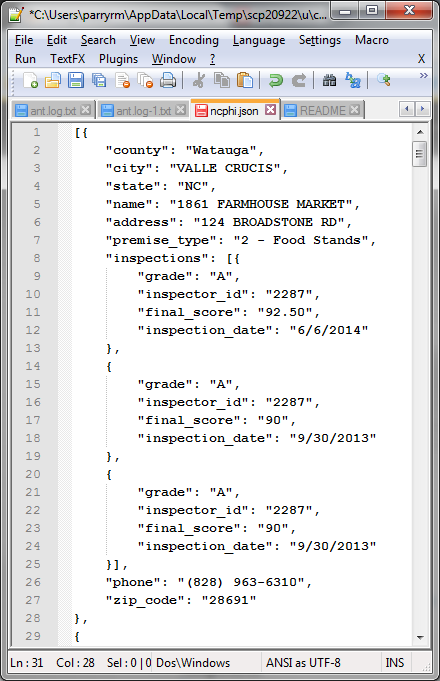 *C:\Users\parryrm\AppData\Local\Temp\scp20922\u\c...
File Edit Search View Encoding Language Settings Macro
Run TextFX Plugins Window ? X
ant.log.txt ant.log-1.txt ncphi.json README
1 [{
2 "county": "Watauga",
3 "city": "VALLE CRUCIS",
4 "state": "NC",
5 "name": "1861 FARMHOUSE MARKET",
6 "address": "124 BROADSTONE RD",
7 "premise_type": "2 - Food Stands",
8 "inspections": [{
9 "grade": "A",
10 "inspector_id": "2287",
11 "final_score": "92.50",
12 "inspection_date": "6/6/2014"
13 },
14 {
15 "grade": "A",
16 "inspector_id": "2287",
17 "final_score": "90",
18 "inspection_date": "9/30/2013"
19 },
20 {
21 "grade": "A",
22 "inspector_id": "2287",
23 "final_score": "90",
24 "inspection_date": "9/30/2013"
25 }],
26 "phone": "(828) 963-6310",
27 "zip_code": "28691"
28 },
29 {
Ln : 31 Col : 28 Sel : 0 | 0 Dos\Windows ANSI as UTF-8 INS